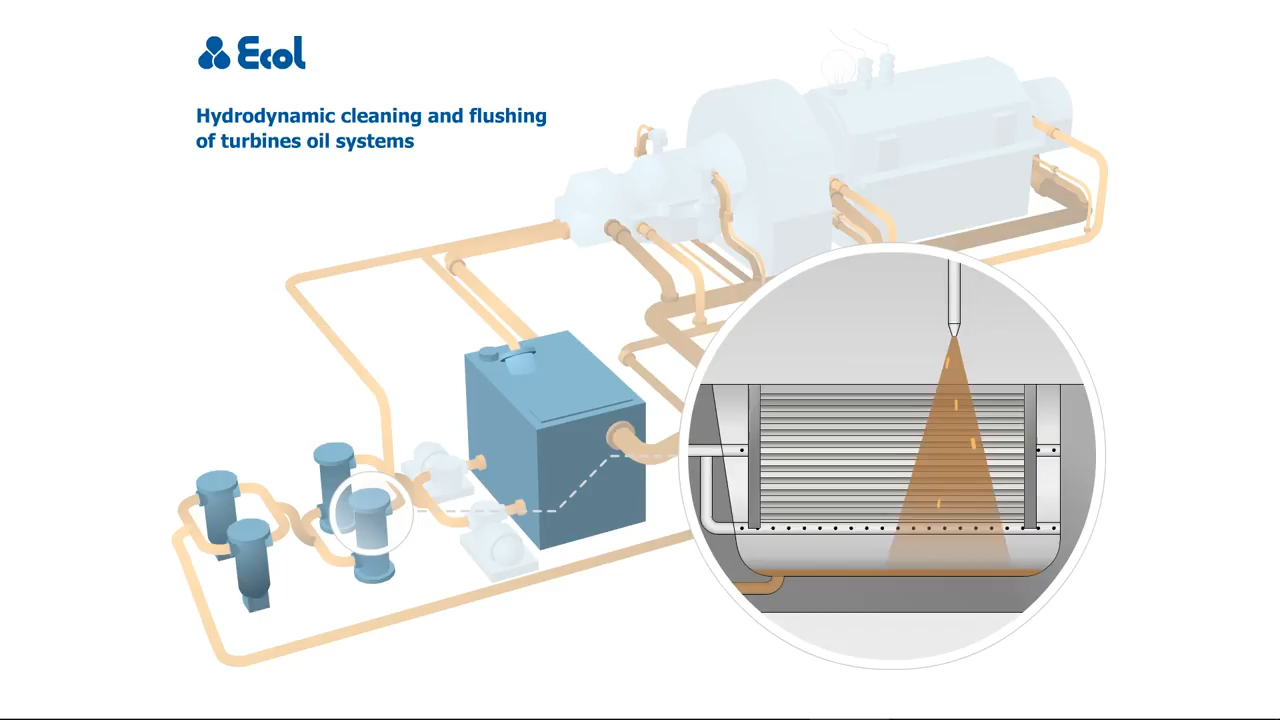 Ecol
Hydrodynamic cleaning and flushing
of turbines oil systems